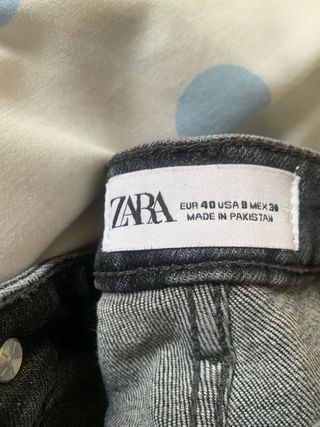 ZARA
EUR 40 USA 8 MEX 30
MADE IN PAKISTAN